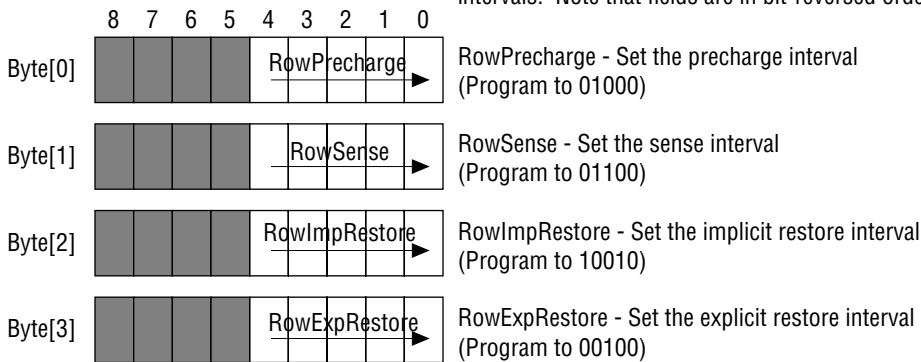 intervals. Note that fields are in bit-reversed order
8 7 6 5 4 3 2 1 0
Byte[0] RowPrecharge RowPrecharge - Set the precharge interval
(Program to 01000)
Byte[1] RowSense RowSense - Set the sense interval
(Program to 01100)
Byte[2] RowImpRestore RowImpRestore - Set the implicit restore interval
(Program to 10010)
Byte[3] RowExpRestore RowExpRestore - Set the explicit restore interval
(Program to 00100)